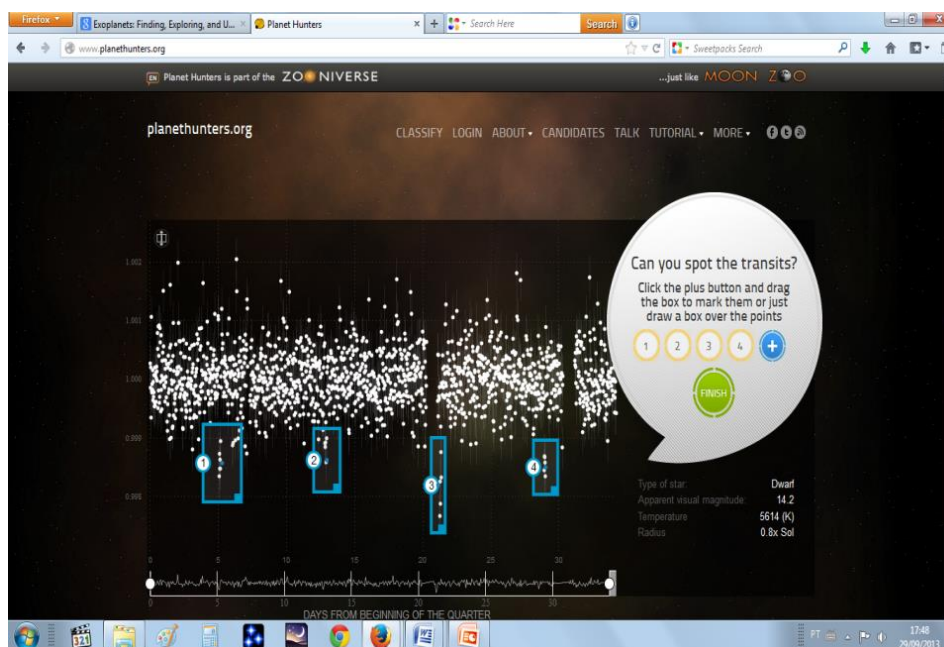 Firefox
Exoplanets: Finding, Exploring, and U...
Planet Hunters
Search Here
Search
www.planethunters.org
Sweetpacks Search
EN Planet Hunters is part of the ZOONIVERSE
...just like MOON ZOO
planethunters.org
CLASSIFY LOGIN ABOUT CANDIDATES TALK TUTORIAL MORE
Can you spot the transits?
Click the plus button and drag
the box to mark them or just
draw a box over the points
1 2 3 4 +
FINISH
1.002
1.001
1.000
0.999
0.998
1
2
3
4
Type of star: Dwarf
Apparent visual magnitude: 14.2
Temperature 5614 (K)
Radius 0.8x Sol
0 5 10 15 20 25 30
0 5 10 15 20 25 30
DAYS FROM BEGINNING OF THE QUARTER
321
PT
17:48
29/09/2013